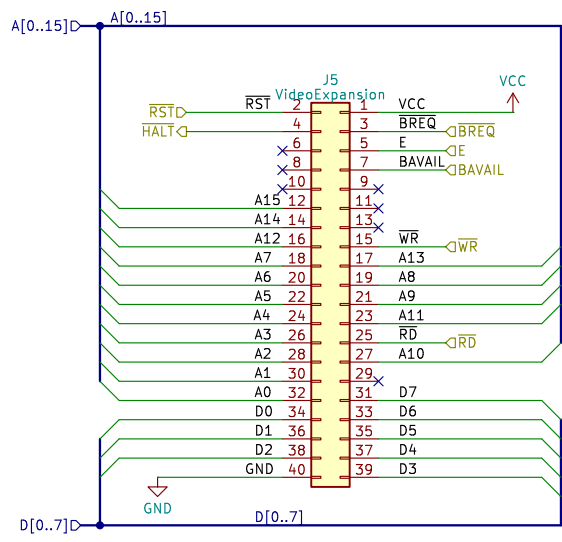 A[0..15] A[0..15]
J5
VCC
VideoExpansion
RST RST 2 1 VCC
HALT 4 3 BREQ BREQ
6 5 E E
8 7 BAVAIL BAVAIL
10 9
A15 12 11
A14 14 13
A12 16 15 WR WR
A7 18 17 A13
A6 20 19 A8
A5 22 21 A9
A4 24 23 A11
A3 26 25 RD RD
A2 28 27 A10
A1 30 29
A0 32 31 D7
D0 34 33 D6
D1 36 35 D5
D2 38 37 D4
GND 40 39 D3
GND
D[0..7] D[0..7]